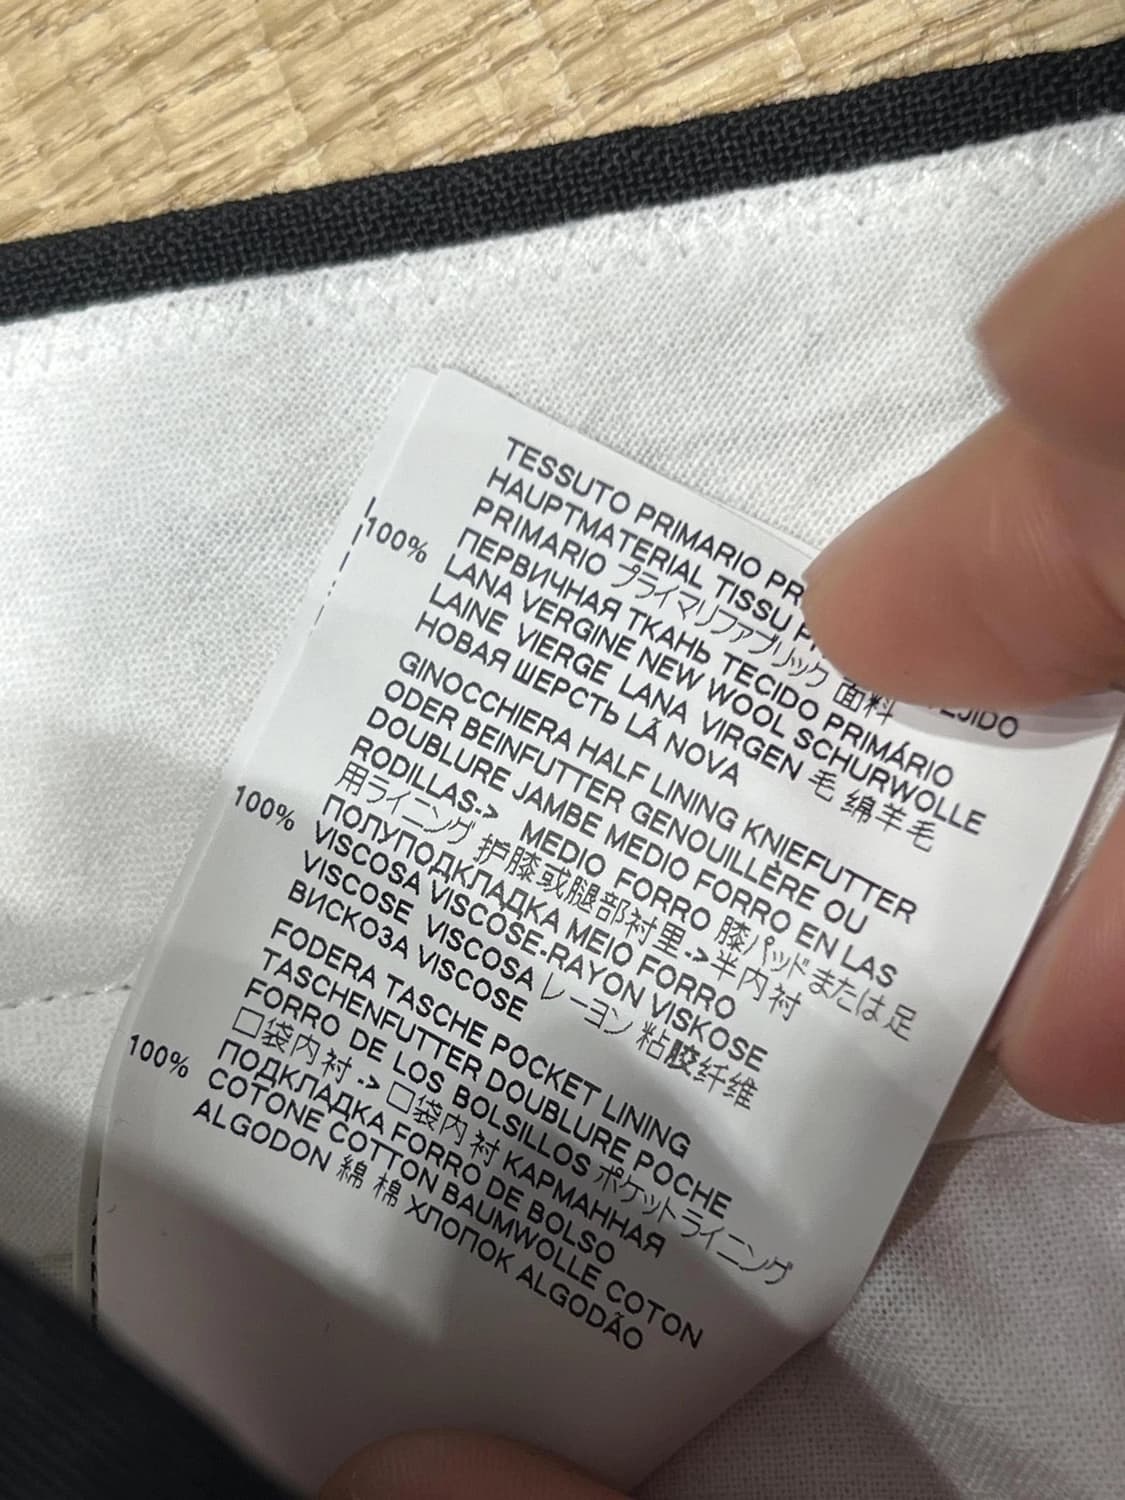 TESSUTO PRIMARIO
HAUPTMATERIAL TISSU
PRIMARIO プライマリファブリック 面料
ПЕРВИЧНАЯ ТКАНЬ TECIDO PRIMÁRIO
100% LANA VERGINE NEW WOOL SCHURWOLLE
LAINE VIERGE LANA VIRGEN 毛 绵羊毛
НОВАЯ ШЕРСТЬ LÃ NOVA
GINOCCHIERA HALF LINING KNIEFUTTER
ODER BEINFUTTER GENOUILLÈRE OU
DOUBLURE JAMBE MEDIO FORRO EN LAS
RODILLAS-> MEDIO FORRO 膝パッドまたは足
用ライニング 护膝或腿部衬里->半内衬
ПОЛУПОДКЛАДКА MEIO FORRO
100% VISCOSA VISCOSE-RAYON VISKOSE
VISCOSE VISCOSA レーヨン 粘胶纤维
ВИСКОЗА VISCOSE
FODERA TASCHE POCKET LINING
TASCHENFUTTER DOUBLURE POCHE
FORRO DE LOS BOLSILLOS ポケットライニング
口袋内衬 -> 口袋内衬 КАРМАННАЯ
ПОДКЛАДКА FORRO DE BOLSO
100% COTONE COTTON BAUMWOLLE COTON
ALGODON 綿 棉 ХЛОПОК ALGODÃO